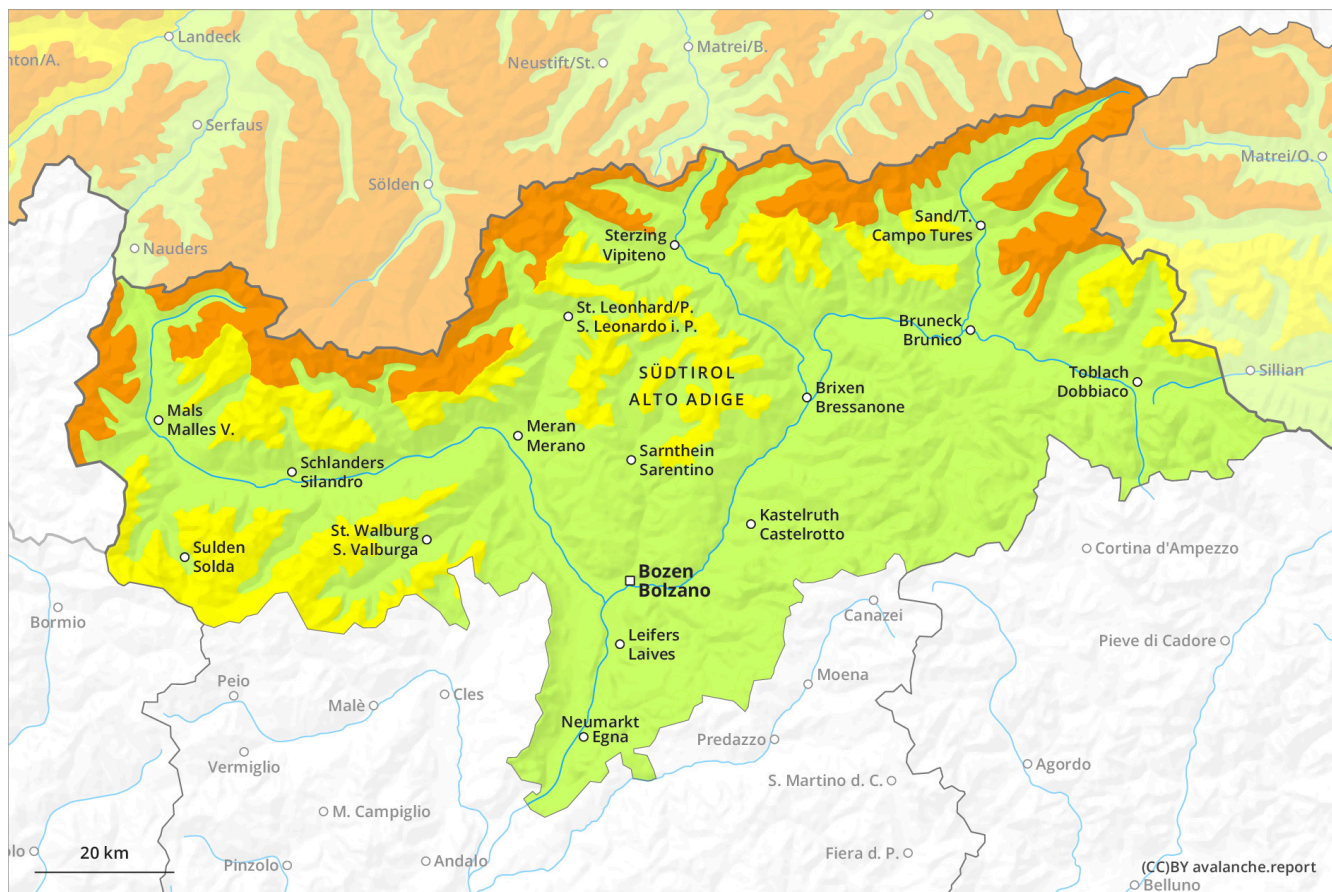 Landeck
nton/A.
Matrei/B.
Neustift/St.
Serfaus
Matrei/O.
Sölden
Sand/T.
Campo Tures
Sterzing
Vipiteno
Nauders
St. Leonhard/P.
S. Leonardo i. P.
Bruneck
Brunico
SÜDTIROL
ALTO ADIGE
Toblach
Dobbiaco
Sillian
Brixen
Bressanone
Mals
Malles V.
Meran
Merano
Sarnthein
Sarentino
Schlanders
Silandro
Kastelruth
Castelrotto
St. Walburg
S. Valburga
Sulden
Solda
Cortina d'Ampezzo
Bozen
Bolzano
Bormio
Canazei
Leifers
Laives
Pieve di Cadore
Peio
Moena
Cles
Malè
Neumarkt
Egna
Predazzo
Vermiglio
Agordo
S. Martino d. C.
M. Campiglio
20 km
olo
Pinzolo
Andalo
Fiera d. P.
(CC)BY avalanche.report
Belluno